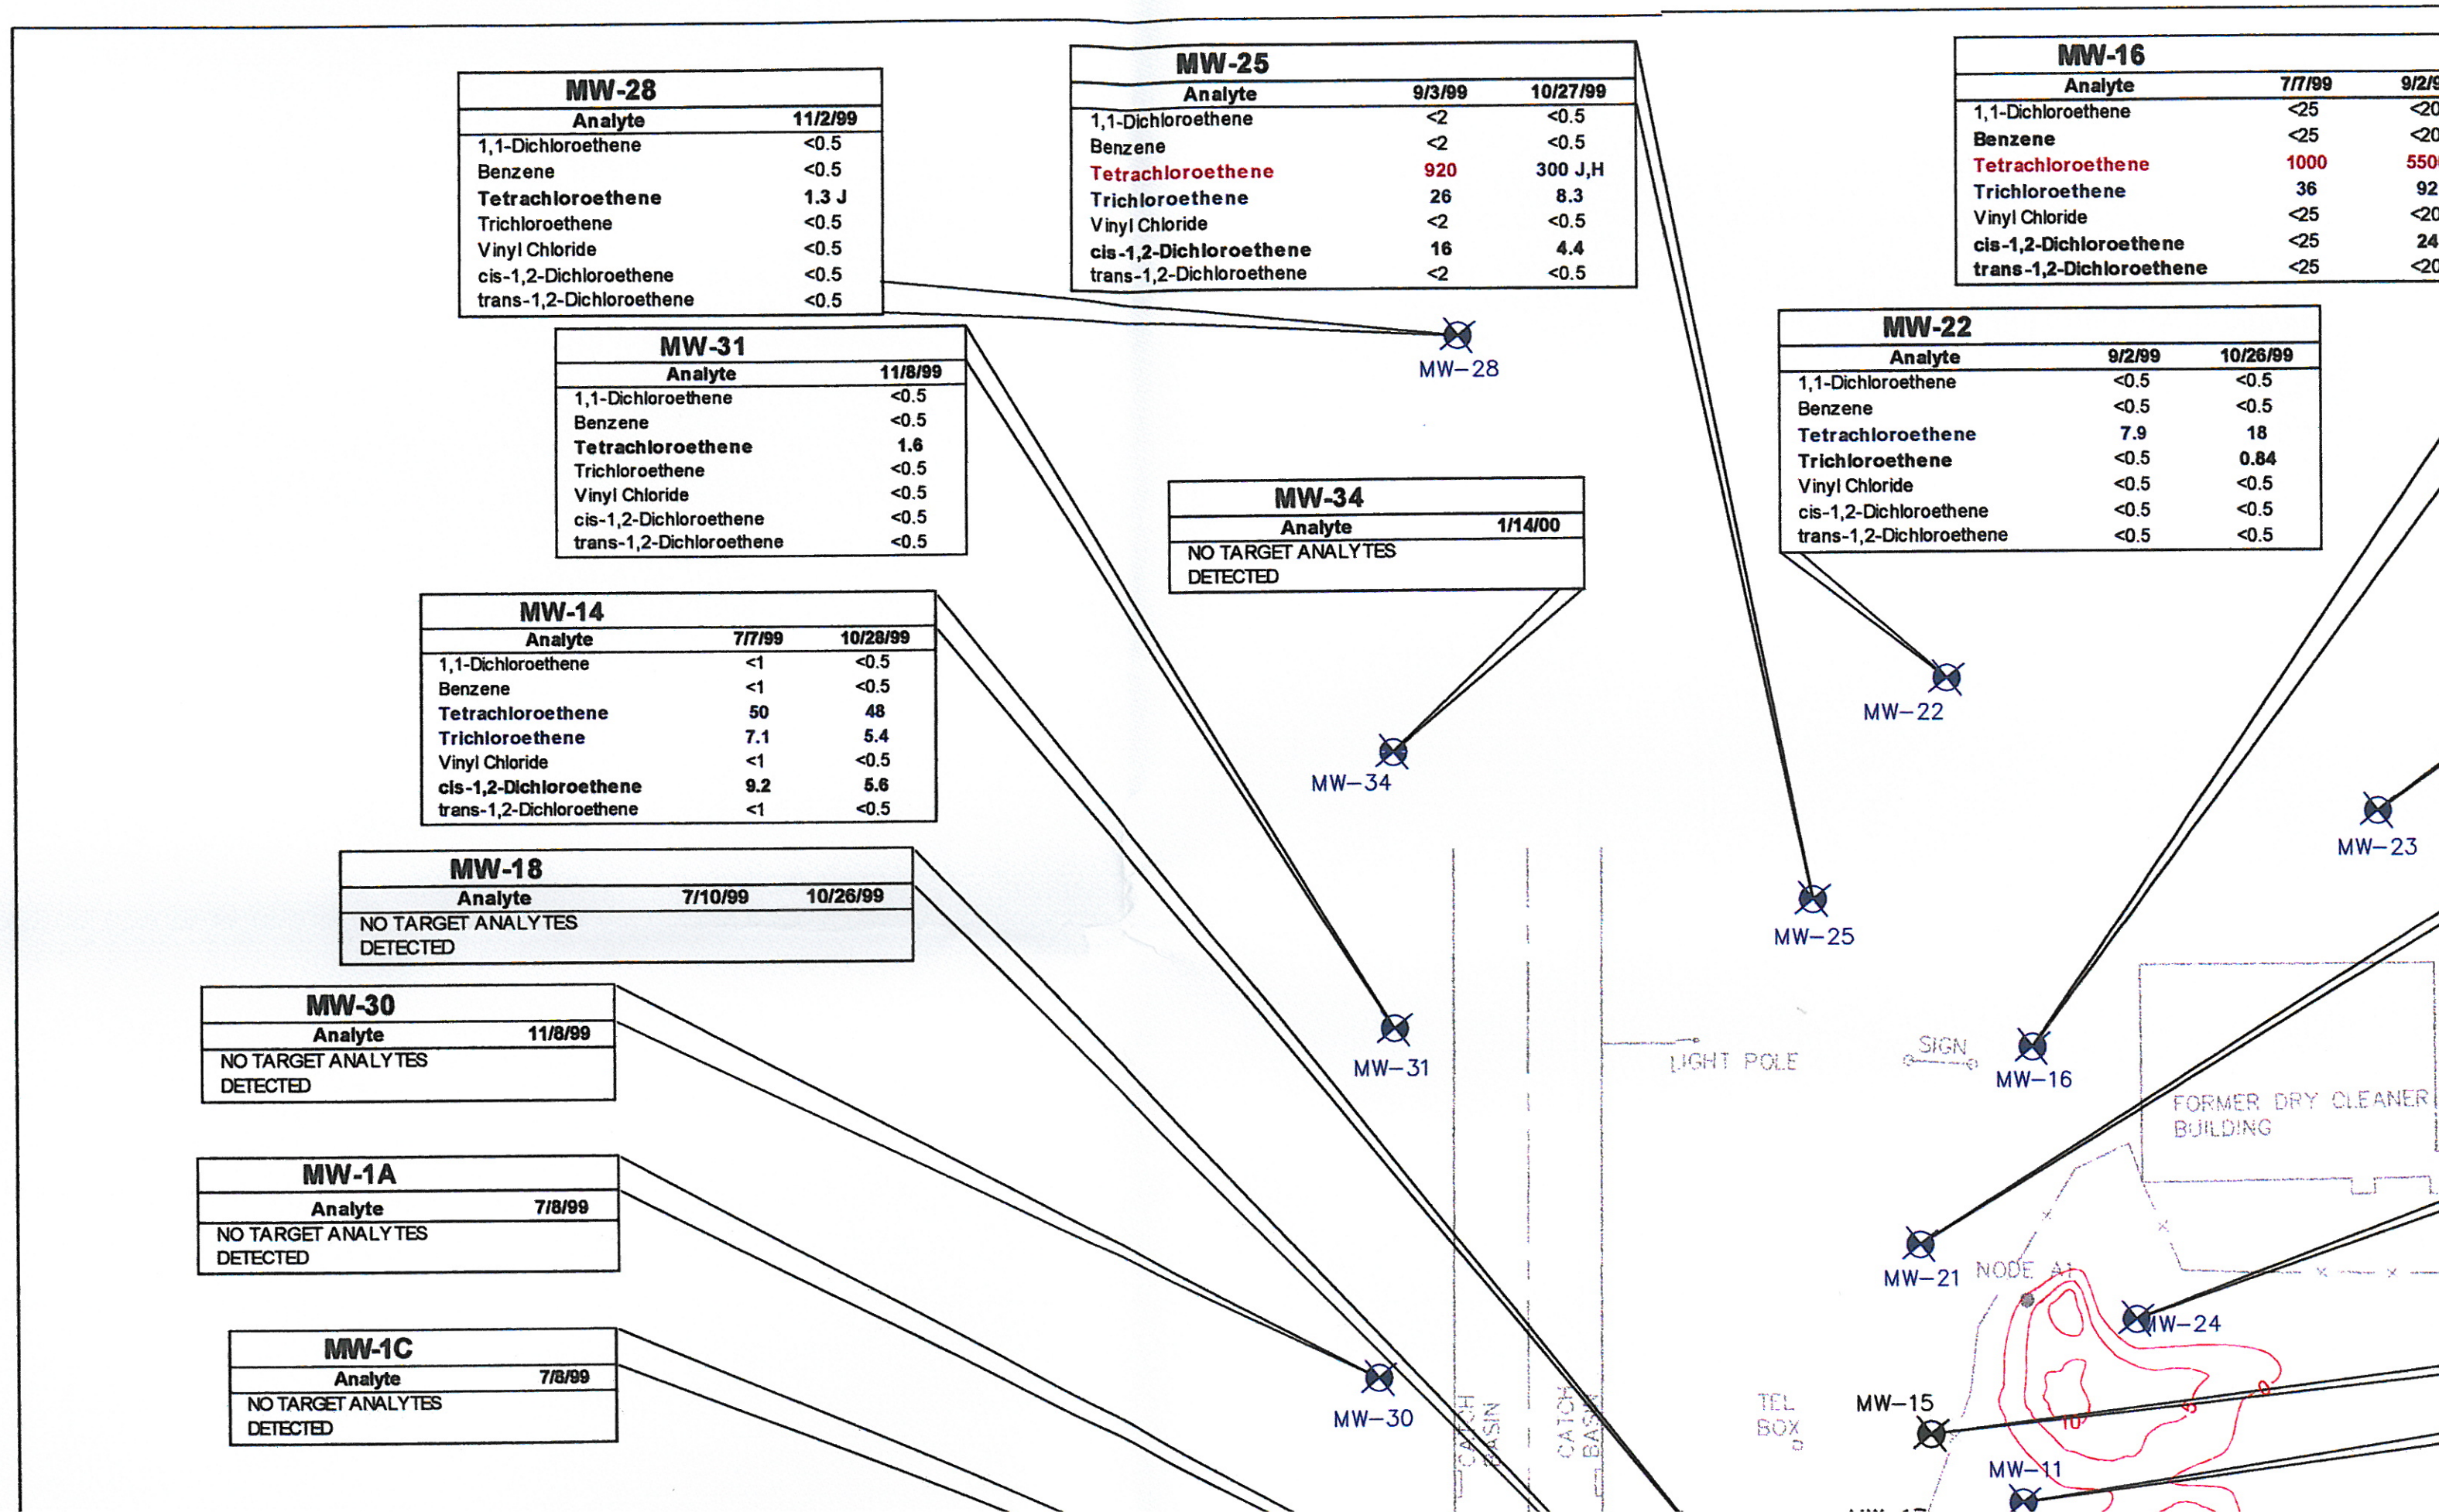 MW-28
Analyte 11/2/99
1,1-Dichloroethene <0.5
Benzene <0.5
Tetrachloroethene 1.3 J
Trichloroethene <0.5
Vinyl Chloride <0.5
cis-1,2-Dichloroethene <0.5
trans-1,2-Dichloroethene <0.5
MW-25
Analyte 9/3/99 10/27/99
1,1-Dichloroethene <2 <0.5
Benzene <2 <0.5
Tetrachloroethene 920 300 J,H
Trichloroethene 26 8.3
Vinyl Chloride <2 <0.5
cis-1,2-Dichloroethene 16 4.4
trans-1,2-Dichloroethene <2 <0.5
MW-16
Analyte 7/7/99
1,1-Dichloroethene <25 <20
Benzene <25 <20
Tetrachloroethene 1000
Trichloroethene 36 92
Vinyl Chloride <25 <20
cis-1,2-Dichloroethene <25 24
trans-1,2-Dichloroethene <25 <20
MW-31
Analyte 11/8/99
1,1-Dichloroethene <0.5
Benzene <0.5
Tetrachloroethene 1.6
Trichloroethene <0.5
Vinyl Chloride <0.5
cis-1,2-Dichloroethene <0.5
trans-1,2-Dichloroethene <0.5
MW-28
MW-22
Analyte 9/2/99 10/26/99
1,1-Dichloroethene <0.5 <0.5
Benzene <0.5 <0.5
Tetrachloroethene 7.9 18
Trichloroethene <0.5 0.84
Vinyl Chloride <0.5 <0.5
cis-1,2-Dichloroethene <0.5 <0.5
trans-1,2-Dichloroethene <0.5 <0.5
MW-34
Analyte 1/14/00
NO TARGET ANALYTES
DETECTED
MW-14
Analyte 7/7/99 10/28/99
1,1-Dichloroethene <1 <0.5
Benzene <1 <0.5
Tetrachloroethene 50 48
Trichloroethene 7.1 5.4
Vinyl Chloride <1 <0.5
cis-1,2-Dichloroethene 9.2 5.6
trans-1,2-Dichloroethene <1 <0.5
MW-22
MW-34
MW-23
MW-18
Analyte 7/10/99 10/26/99
NO TARGET ANALYTES
DETECTED
MW-25
MW-30
Analyte 11/8/99
NO TARGET ANALYTES
DETECTED
MW-31
LIGHT POLE
SIGN
MW-16
FORMER DRY CLEANER
BUILDING
MW-1A
Analyte 7/8/99
NO TARGET ANALYTES
DETECTED
MW-21
NODE A1
MW-24
MW-1C
Analyte 7/8/99
NO TARGET ANALYTES
DETECTED
MW-30
CATCH
BASIN
CATCH
BASIN
TEL
BOX
MW-15
0
5
10
MW-11